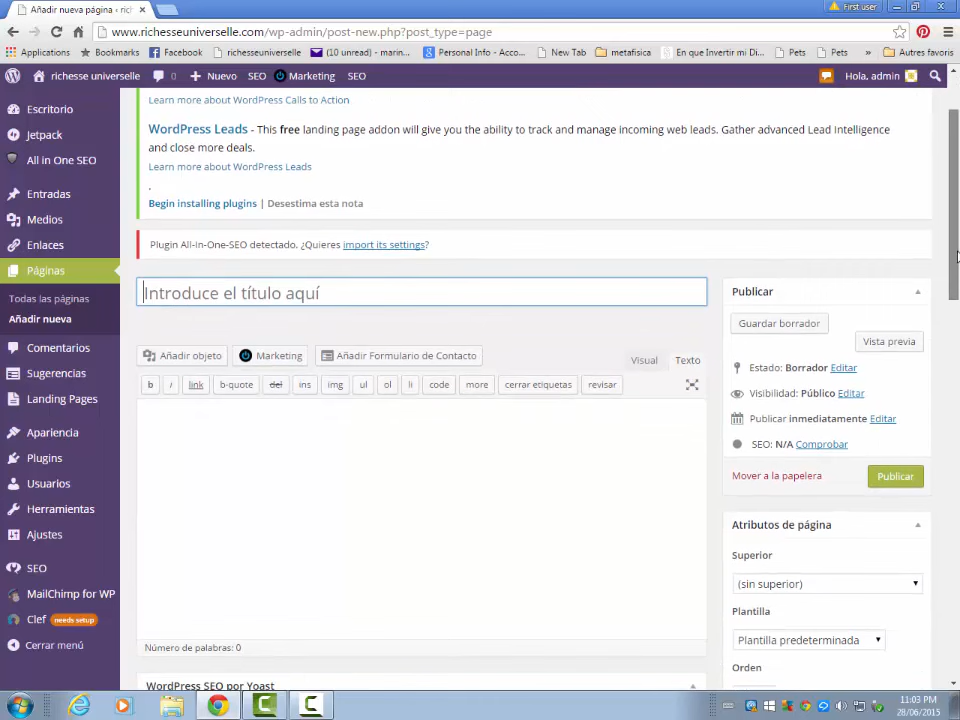 Añadir nueva página ‹ rich
First user
www.richesseuniverselle.com/wp-admin/post-new.php?post_type=page
Applications Bookmarks Facebook richesseuniverselle (10 unread) - marin... Personal Info - Acco... New Tab metafisica En que Invertir mi Di... Pets Pets » Autres favoris
richesse universelle 0 Nuevo SEO Marketing SEO Hola, admin
Learn more about WordPress Calls to Action
WordPress Leads - This free landing page addon will give you the ability to track and manage incoming web leads. Gather advanced Lead Intelligence
and close more deals.
Learn more about WordPress Leads
.
Begin installing plugins | Desestima esta nota
Plugin All-in-One-SEO detectado. ¿Quieres import its settings?
Escritorio
Jetpack
All in One SEO
Entradas
Medios
Enlaces
Páginas
Todas las páginas
Añadir nueva
Comentarios
Sugerencias
Landing Pages
Apariencia
Plugins
Usuarios
Herramientas
Ajustes
SEO
MailChimp for WP
Clef needs setup
Cerrar menú
Introduce el título aquí
Añadir objeto Marketing Añadir Formulario de Contacto Visual Texto
b i link b-quote del ins img ul ol li code more cerrar etiquetas revisar
Número de palabras: 0
WordPress SEO por Yoast
Publicar
Guardar borrador
Vista previa
Estado: Borrador Editar
Visibilidad: Público Editar
Publicar inmediatamente Editar
SEO: N/A Comprobar
Mover a la papelera Publicar
Atributos de página
Superior
(sin superior)
Plantilla
Plantilla predeterminada
Orden
11:03 PM
28/06/2015